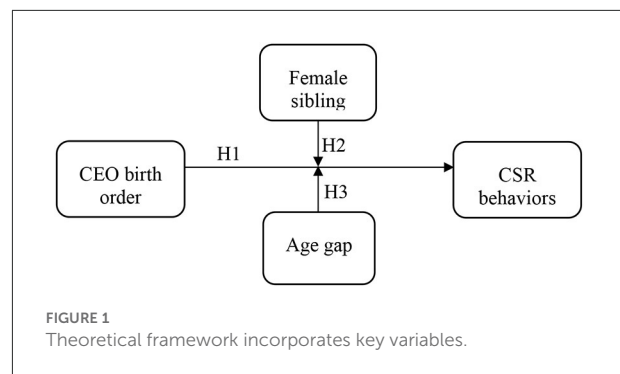 Female
sibling
H1
H2
CEO birth
order
CSR
behaviors
H3
Age gap
FIGURE 1
Theoretical framework incorporates key variables.